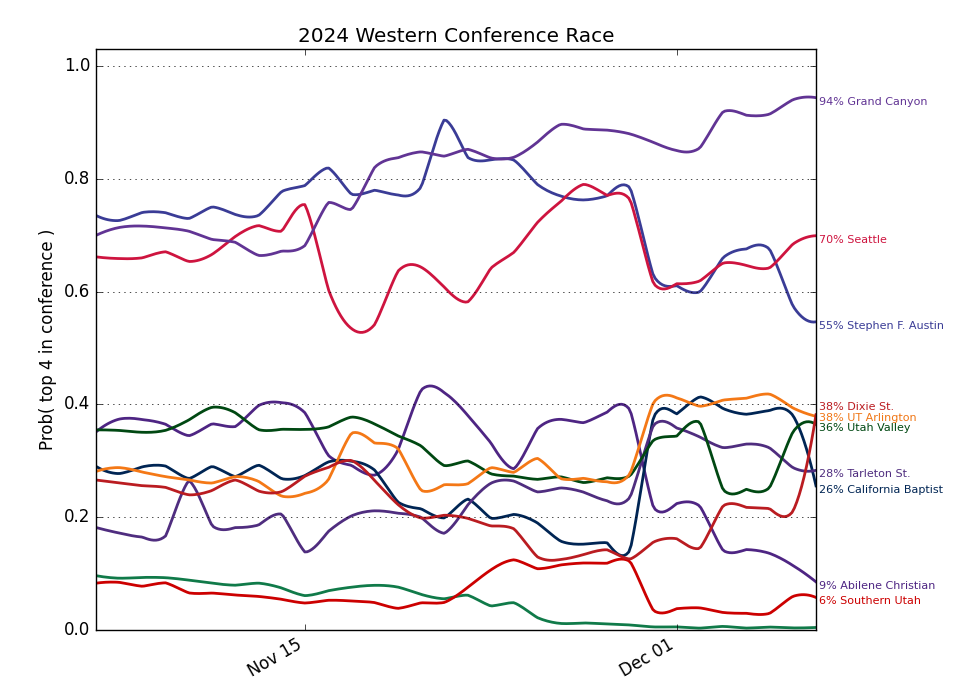 2024 Western Conference Race
Prob( top 4 in conference )
1.0
0.8
0.6
0.4
0.2
0.0
Nov 15
Dec 01
94% Grand Canyon
70% Seattle
55% Stephen F. Austin
38% Dixie St.
38% UT Arlington
36% Utah Valley
28% Tarleton St.
26% California Baptist
9% Abilene Christian
6% Southern Utah